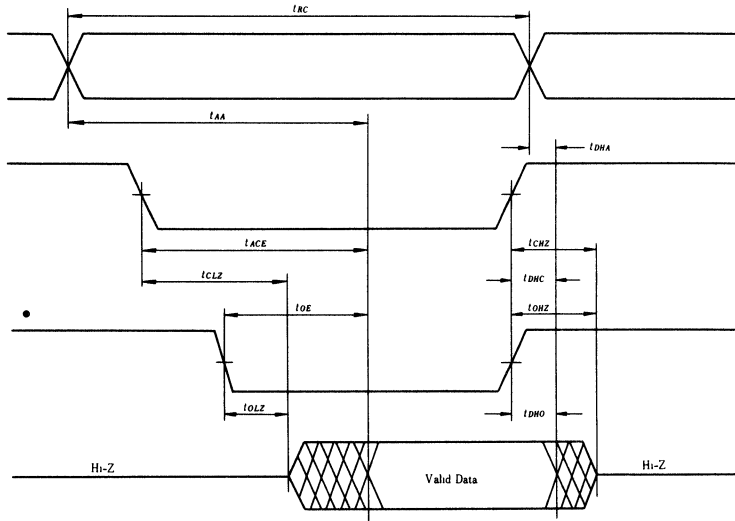 tRC
tAA
tDHA
tACE
tCHZ
tCLZ
tDHC
tOE
tOHZ
tOLZ
tDHO
Hi-Z
Valid Data
Hi-Z